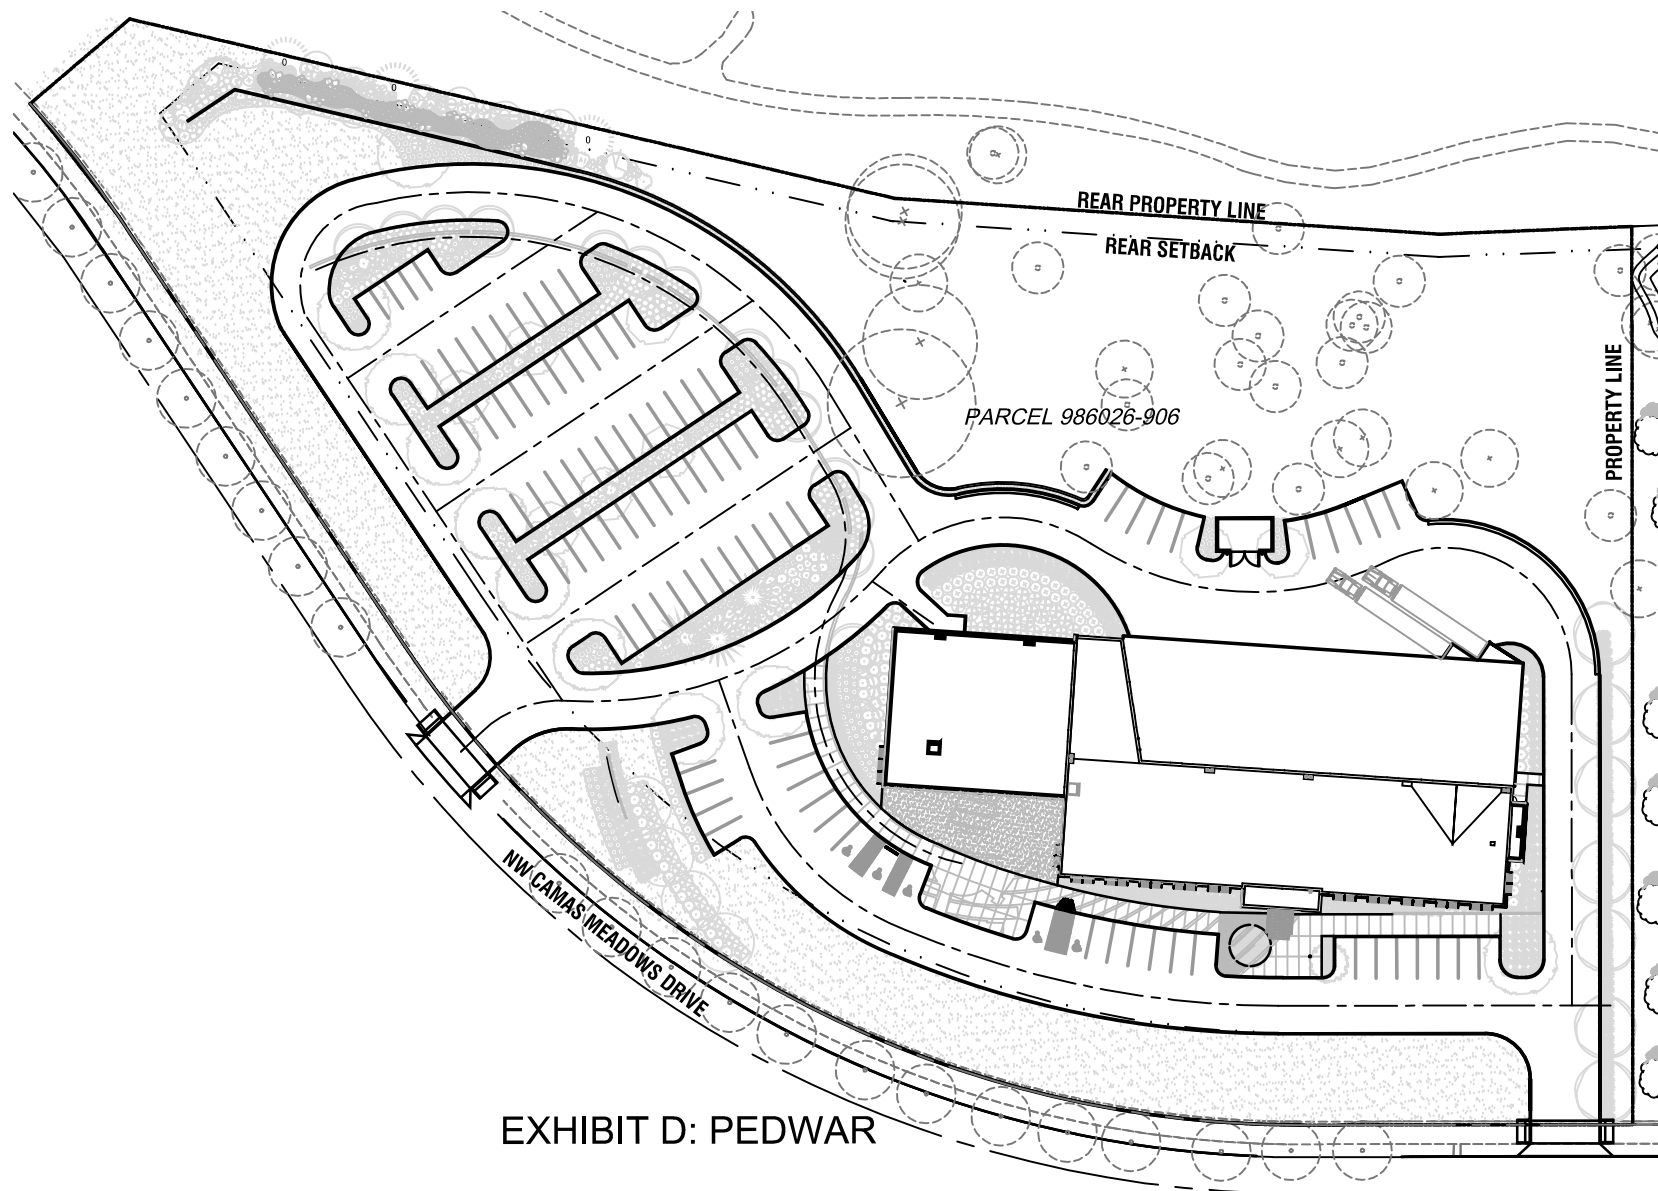 REAR PROPERTY LINE
REAR SETBACK
PROPERTY LINE
PARCEL 986026-906
NW CAMAS MEADOWS DRIVE
EXHIBIT D: PEDWAR